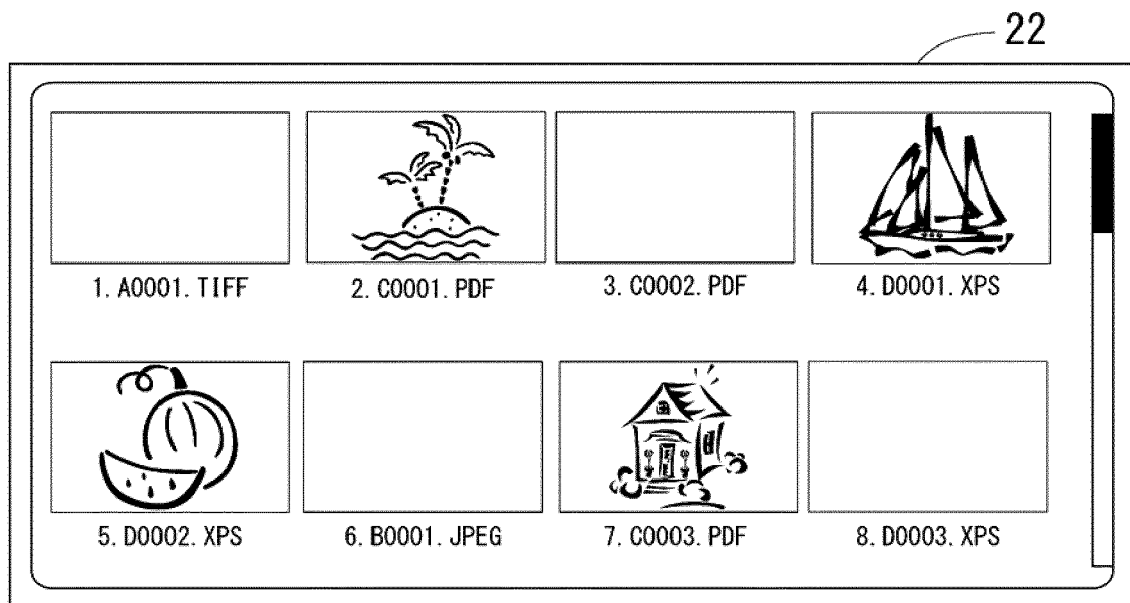 22
1. A0001. TIFF
2. C0001. PDF
3. C0002. PDF
4. D0001. XPS
5. D0002. XPS
6. B0001. JPEG
7. C0003. PDF
8. D0003. XPS